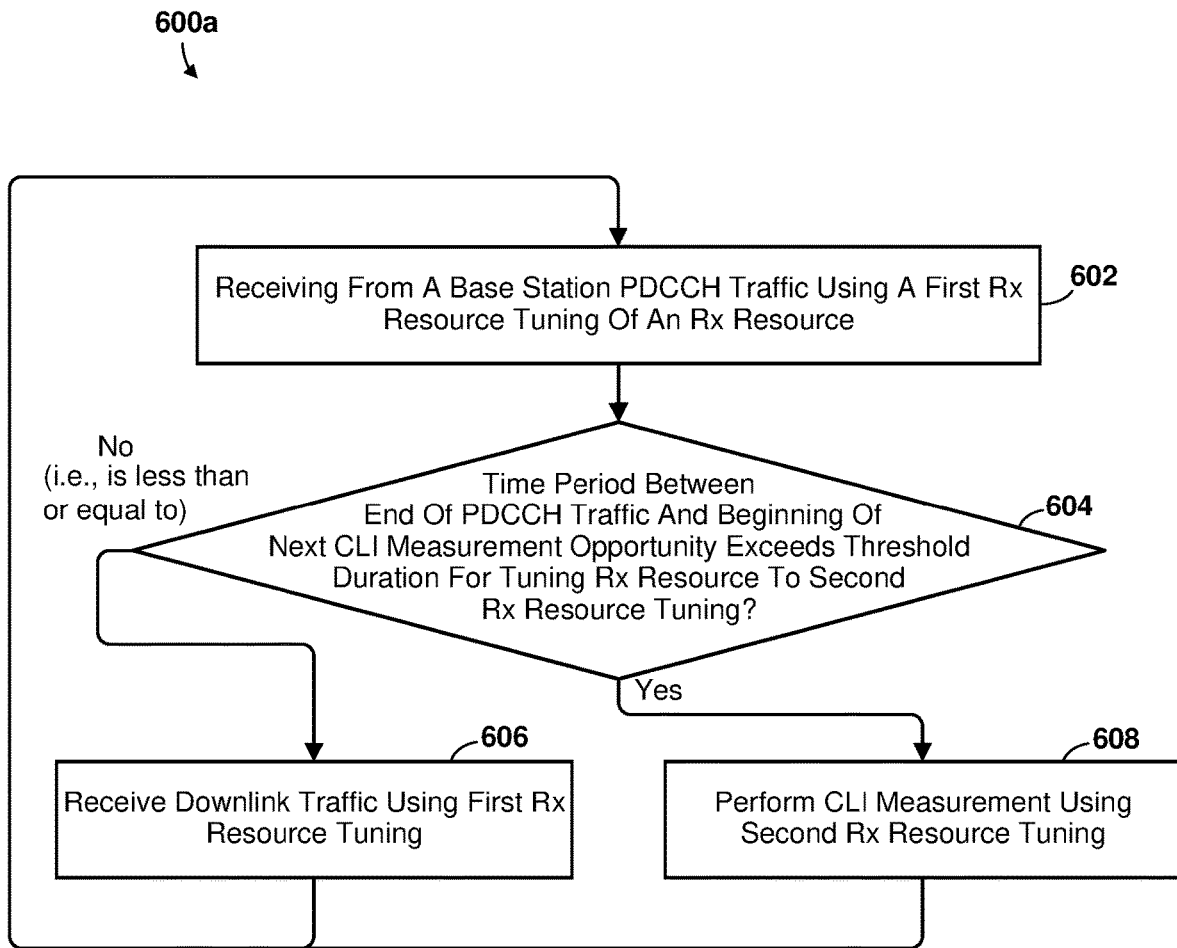 600a
Receiving From A Base Station PDCCH Traffic Using A First Rx
Resource Tuning Of An Rx Resource
602
No
(i.e., is less than
or equal to)
Time Period Between
End Of PDCCH Traffic And Beginning Of
Next CLI Measurement Opportunity Exceeds Threshold
Duration For Tuning Rx Resource To Second
Rx Resource Tuning?
604
Yes
606
Receive Downlink Traffic Using First Rx
Resource Tuning
608
Perform CLI Measurement Using
Second Rx Resource Tuning